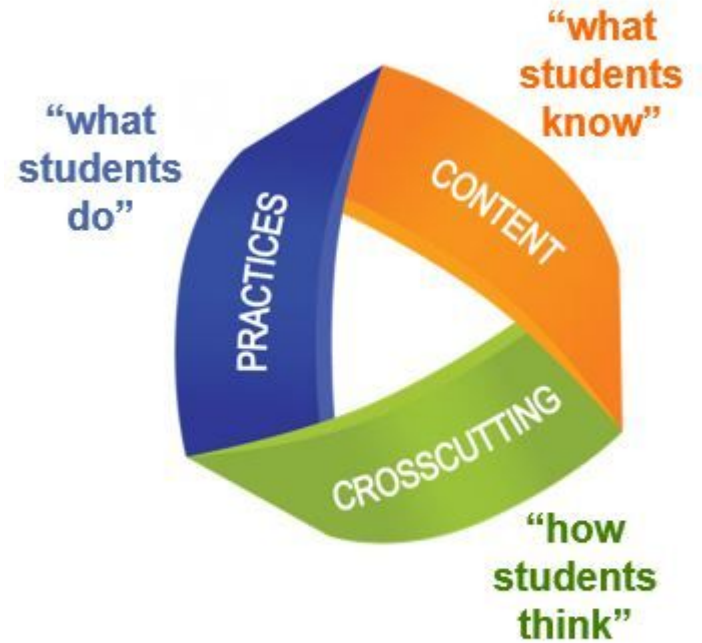 “what
students
do”
PRACTICES
“what
students
know”
CONTENT
CROSSCUTTING
“how
students
think”